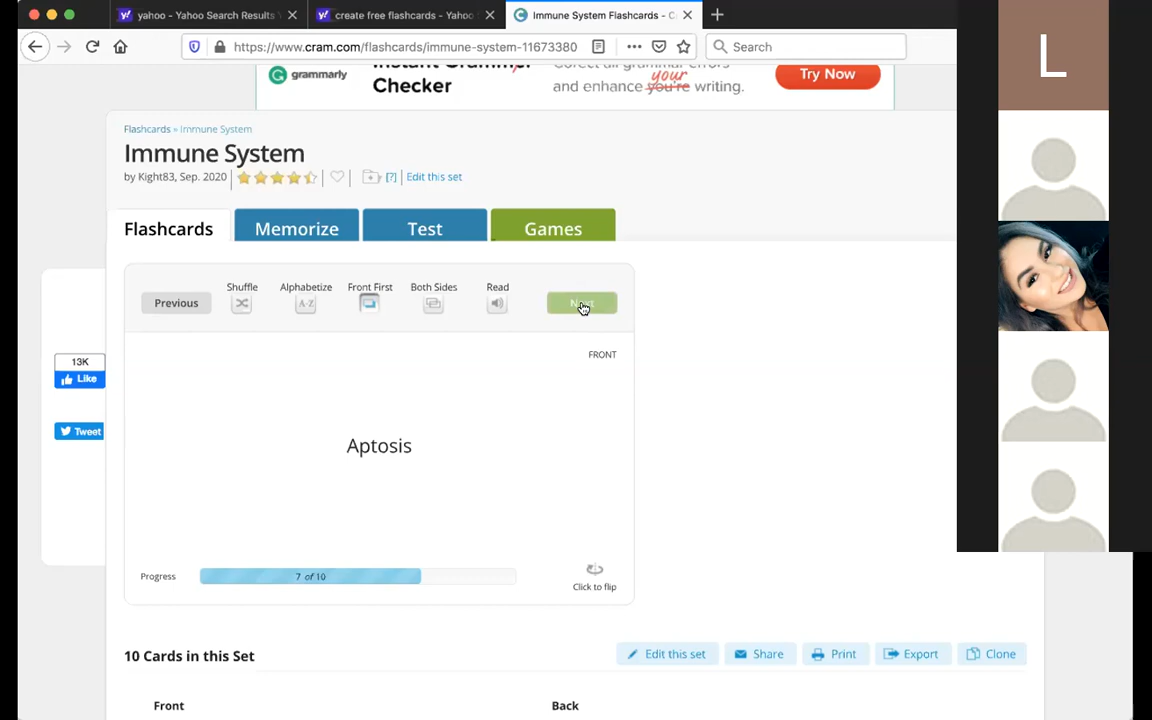 yahoo - Yahoo Search Results
create free flashcards - Yahoo
Immune System Flashcards - C
https://www.cram.com/flashcards/immune-system-11673380
Search
grammarly
Checker
your
and enhance you're writing.
Try Now
L
Flashcards » Immune System
Immune System
by Kight83, Sep. 2020
[?]
Edit this set
Flashcards
Memorize
Test
Games
Previous
Shuffle
Alphabetize
A-Z
Front First
Both Sides
Read
Next
FRONT
13K
Like
Tweet
Aptosis
Progress
7 of 10
Click to flip
10 Cards in this Set
Edit this set
Share
Print
Export
Clone
Front
Back